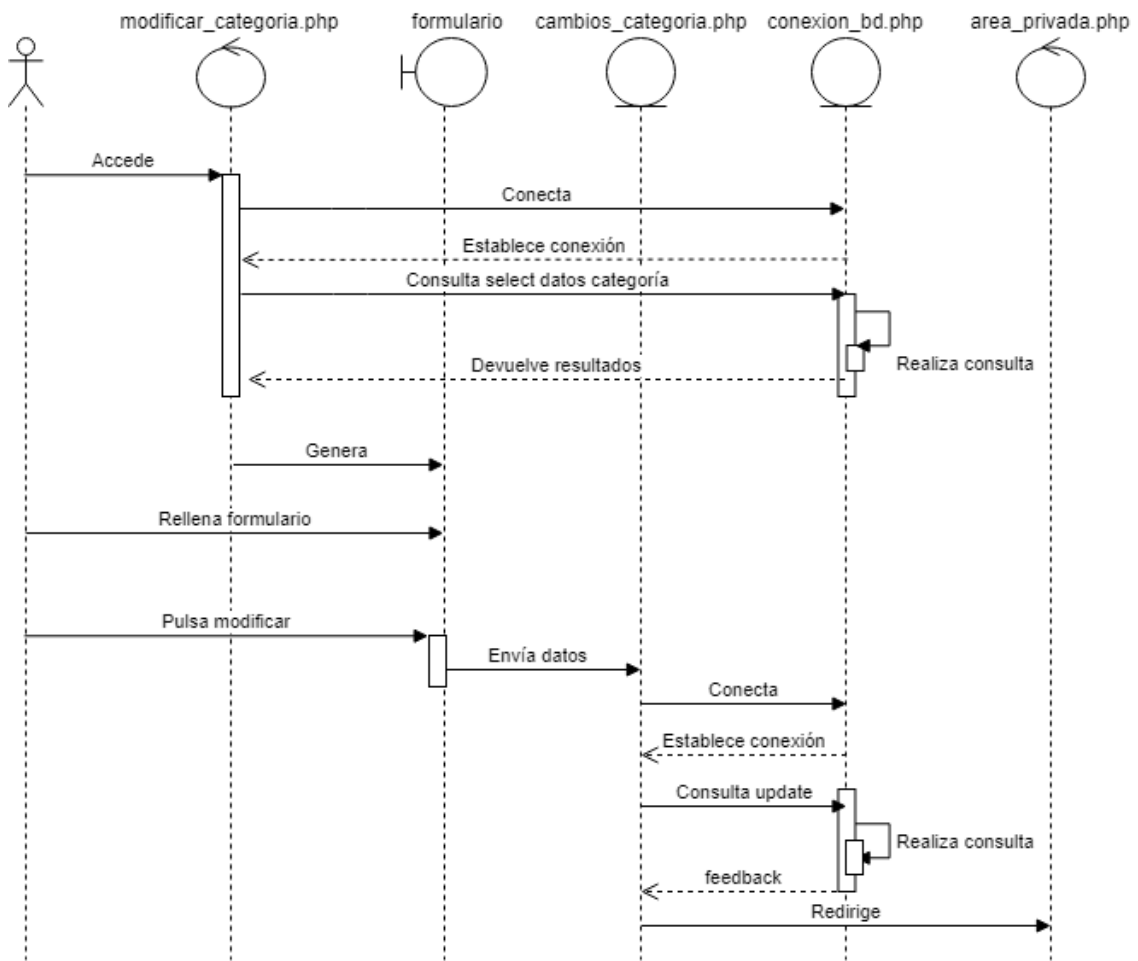 modificar_categoria.php
formulario
cambios_categoria.php
conexion_bd.php
area_privada.php
Accede
Conecta
Establece conexión
Consulta select datos categoría
Realiza consulta
Devuelve resultados
Genera
Rellena formulario
Pulsa modificar
Envía datos
Conecta
Establece conexión
Consulta update
Realiza consulta
feedback
Redirige